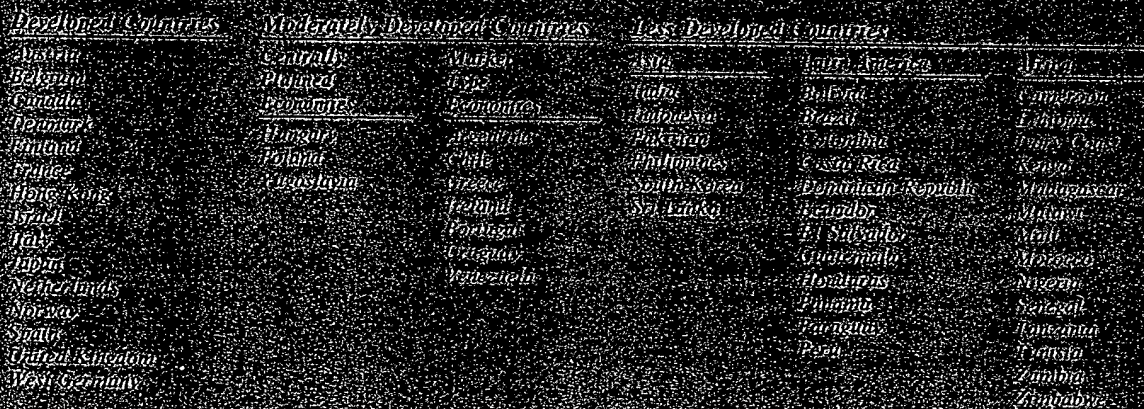 Developed Countries
Austria
Belgium
Canada
Denmark
Finland
France
Hong Kong
Israel
Italy
Japan
Netherlands
Norway
Spain
United Kingdom
West Germany
Moderately Developed Countries
Centrally
Planned
Economies
Hungary
Poland
Yugoslavia
Market
Type
Economies
Argentina
Chile
Greece
Ireland
Portugal
Uruguay
Venezuela
Less Developed Countries
Asia
India
Indonesia
Pakistan
Philippines
South Korea
Sri Lanka
Latin America
Bolivia
Brazil
Colombia
Costa Rica
Dominican Republic
Ecuador
El Salvador
Guatemala
Honduras
Panama
Paraguay
Peru
Africa
Cameroon
Ethiopia
Ivory Coast
Kenya
Madagascar
Malawi
Mali
Morocco
Nigeria
Senegal
Tanzania
Tunisia
Zambia
Zimbabwe